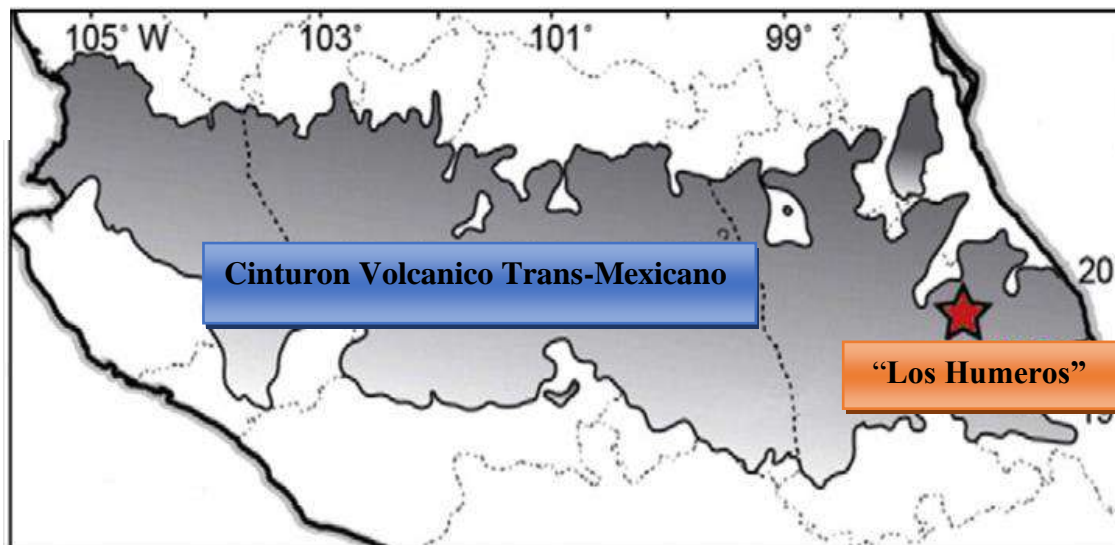 105° W 103° 101° 99°
Cinturon Volcanico Trans-Mexicano
20
“Los Humeros”